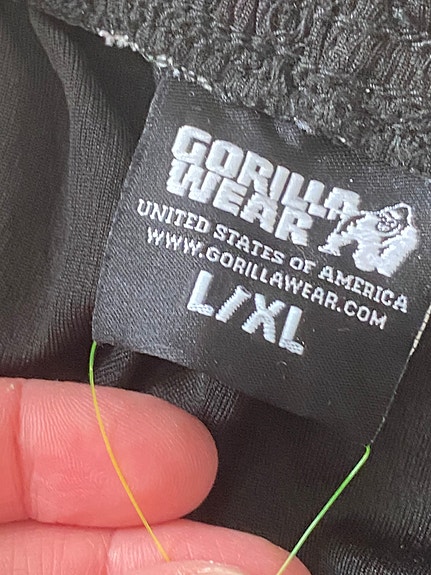 GORILLA
WEAR
UNITED STATES OF AMERICA
WWW.GORILLAWEAR.COM
L/XL